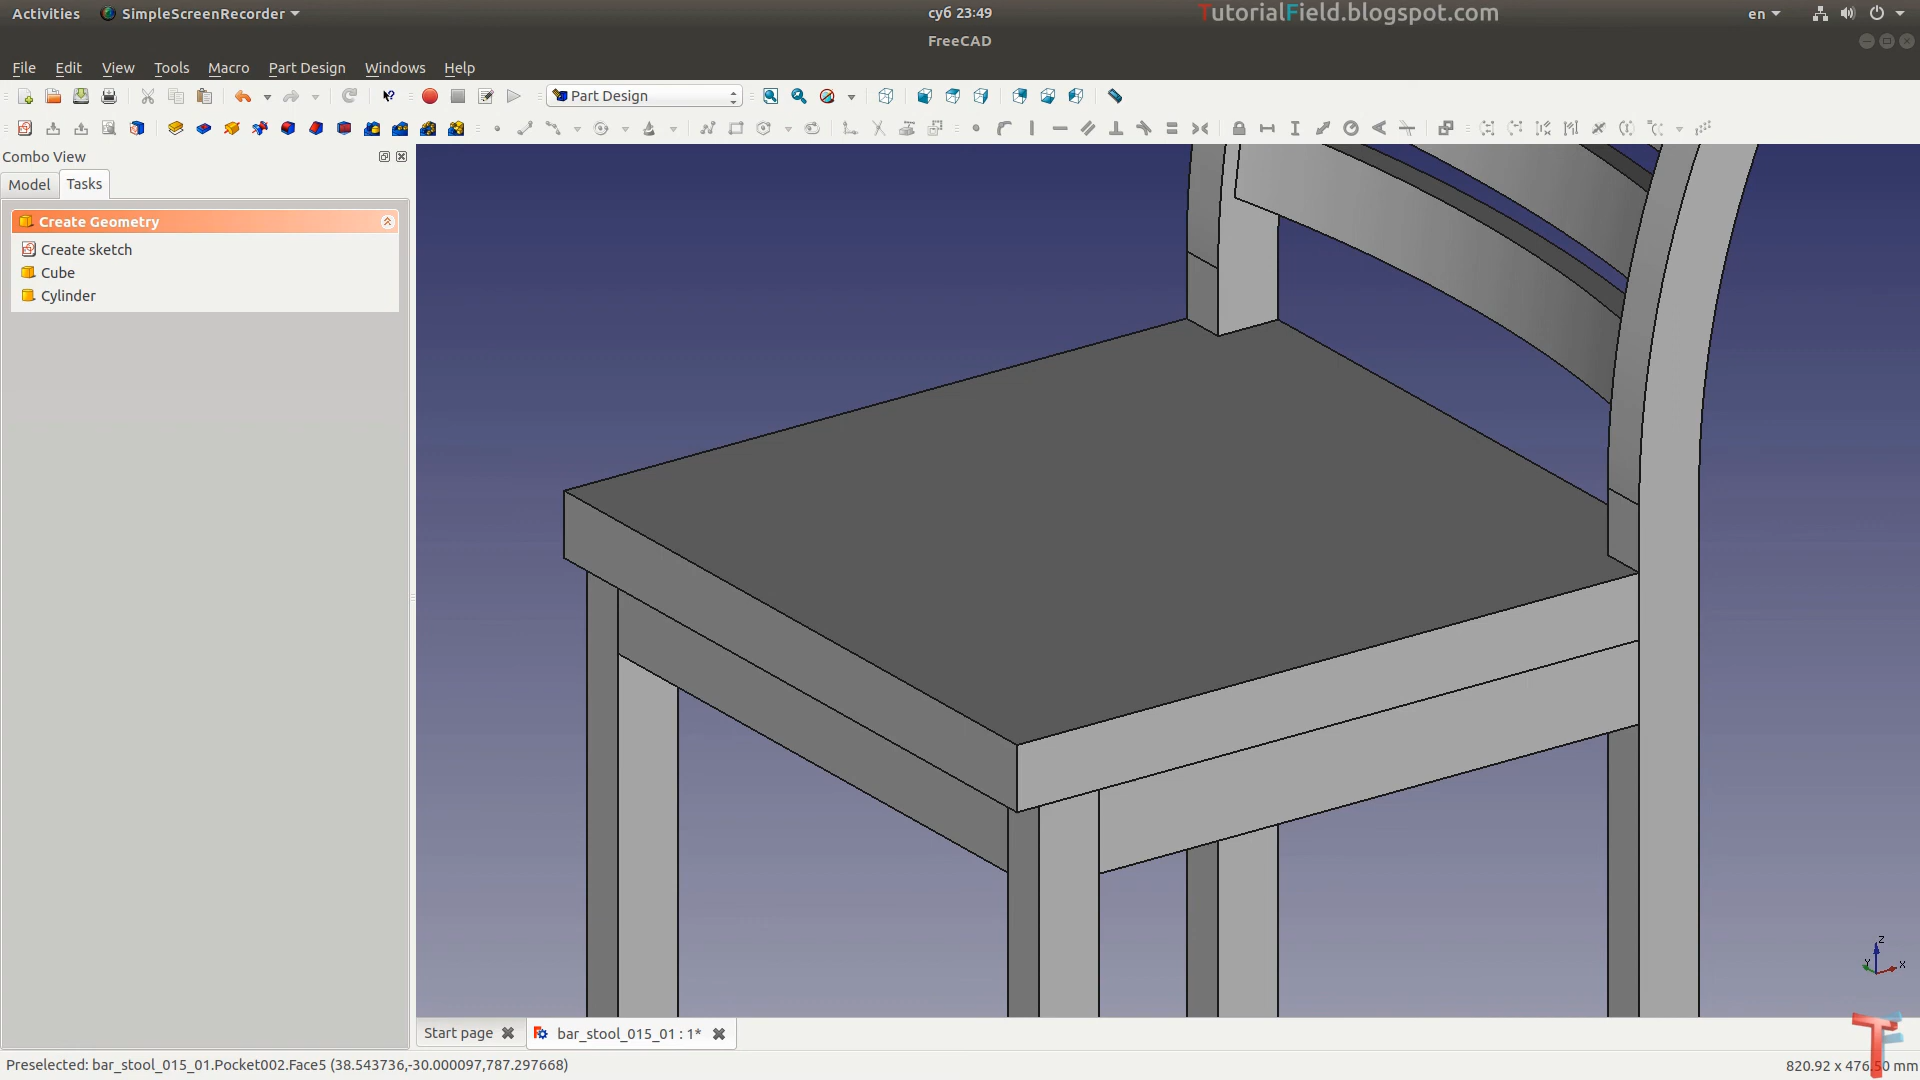 Activities SimpleScreenRecorder суб 23:49 TutorialField.blogspot.com en
FreeCAD
File Edit View Tools Macro Part Design Windows Help
Part Design
Combo View
Model Tasks
Create Geometry
Create sketch
Cube
Cylinder
Z
Y X
Start page bar_stool_015_01 : 1*
Preselected: bar_stool_015_01.Pocket002.Face5 (38.543736,-30.000097,787.297668) 820.92 x 476.50 mm